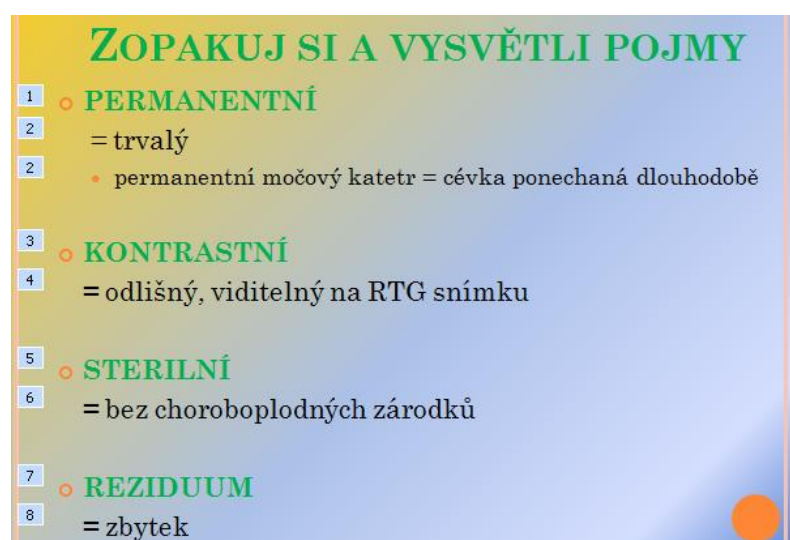 ZOPAKUJ SI A VYSVĚTLI POJMY
1 PERMANENTNÍ
2 = trvalý
2 permanentní močový katetr = cévka ponechaná dlouhodobě
3 KONTRASTNÍ
4 = odlišný, viditelný na RTG snímku
5 STERILNÍ
6 = bez choroboplodných zárodků
7 REZIDUUM
8 = zbytek